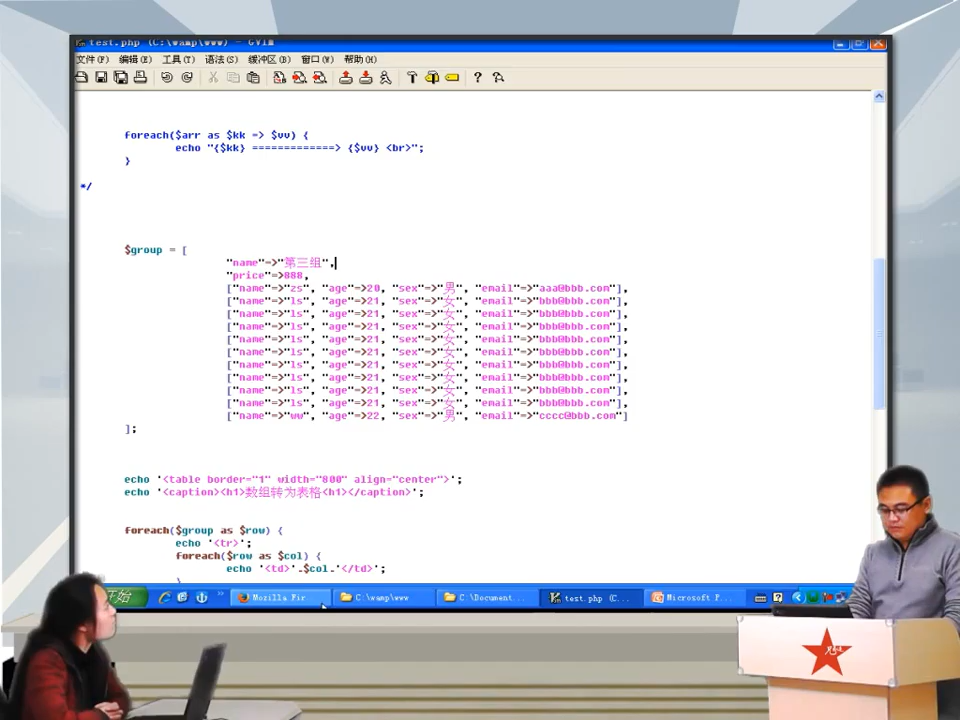 test.php (C:\wamp\www) - GVIM
文件(F) 编辑(E) 工具(T) 语法(S) 缓冲区(B) 窗口(W) 帮助(H)
foreach($arr as $kk => $vv) {
echo "{$kk} =============> {$vv} <br>";
}
*/
$group = [
"name"=>"第三组",
"price"=>888,
["name"=>"zs", "age"=>20, "sex"=>"男", "email"=>"aaa@bbb.com"],
["name"=>"ls", "age"=>21, "sex"=>"女", "email"=>"bbb@bbb.com"],
["name"=>"ls", "age"=>21, "sex"=>"女", "email"=>"bbb@bbb.com"],
["name"=>"ls", "age"=>21, "sex"=>"女", "email"=>"bbb@bbb.com"],
["name"=>"ls", "age"=>21, "sex"=>"女", "email"=>"bbb@bbb.com"],
["name"=>"ls", "age"=>21, "sex"=>"女", "email"=>"bbb@bbb.com"],
["name"=>"ls", "age"=>21, "sex"=>"女", "email"=>"bbb@bbb.com"],
["name"=>"ls", "age"=>21, "sex"=>"女", "email"=>"bbb@bbb.com"],
["name"=>"ls", "age"=>21, "sex"=>"女", "email"=>"bbb@bbb.com"],
["name"=>"ls", "age"=>21, "sex"=>"女", "email"=>"bbb@bbb.com"],
["name"=>"ww", "age"=>22, "sex"=>"男", "email"=>"cccc@bbb.com"]
];
echo '<table border="1" width="800" align="center">';
echo '<caption><h1>数组转为表格<h1></caption>';
foreach($group as $row) {
echo '<tr>';
foreach($row as $col) {
echo '<td>'.$col.'</td>';
}
开始 Mozilla Fir C:\wamp\www C:\Document... test.php (C... Microsoft P...